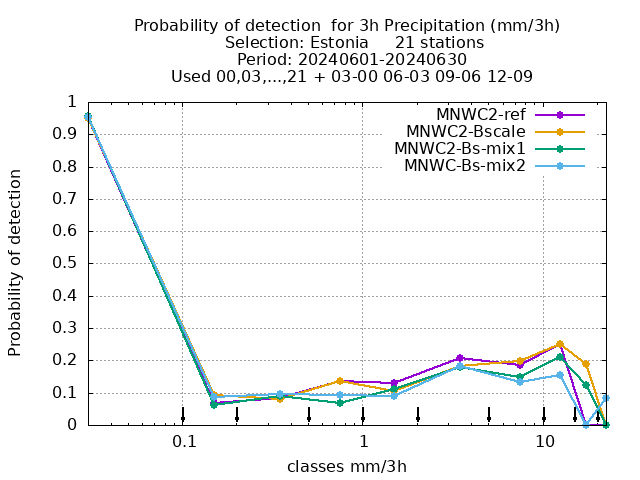 Probability of detection  for 3h Precipitation (mm/3h)
Selection: Estonia     21 stations
Period: 20240601-20240630
Used 00,03,...,21 + 03-00 06-03 09-06 12-09
MNWC2-ref
MNWC2-Bscale
MNWC2-Bs-mix1
MNWC-Bs-mix2
Probability of detection
1
0.9
0.8
0.7
0.6
0.5
0.4
0.3
0.2
0.1
0
0.1 1 10
classes mm/3h